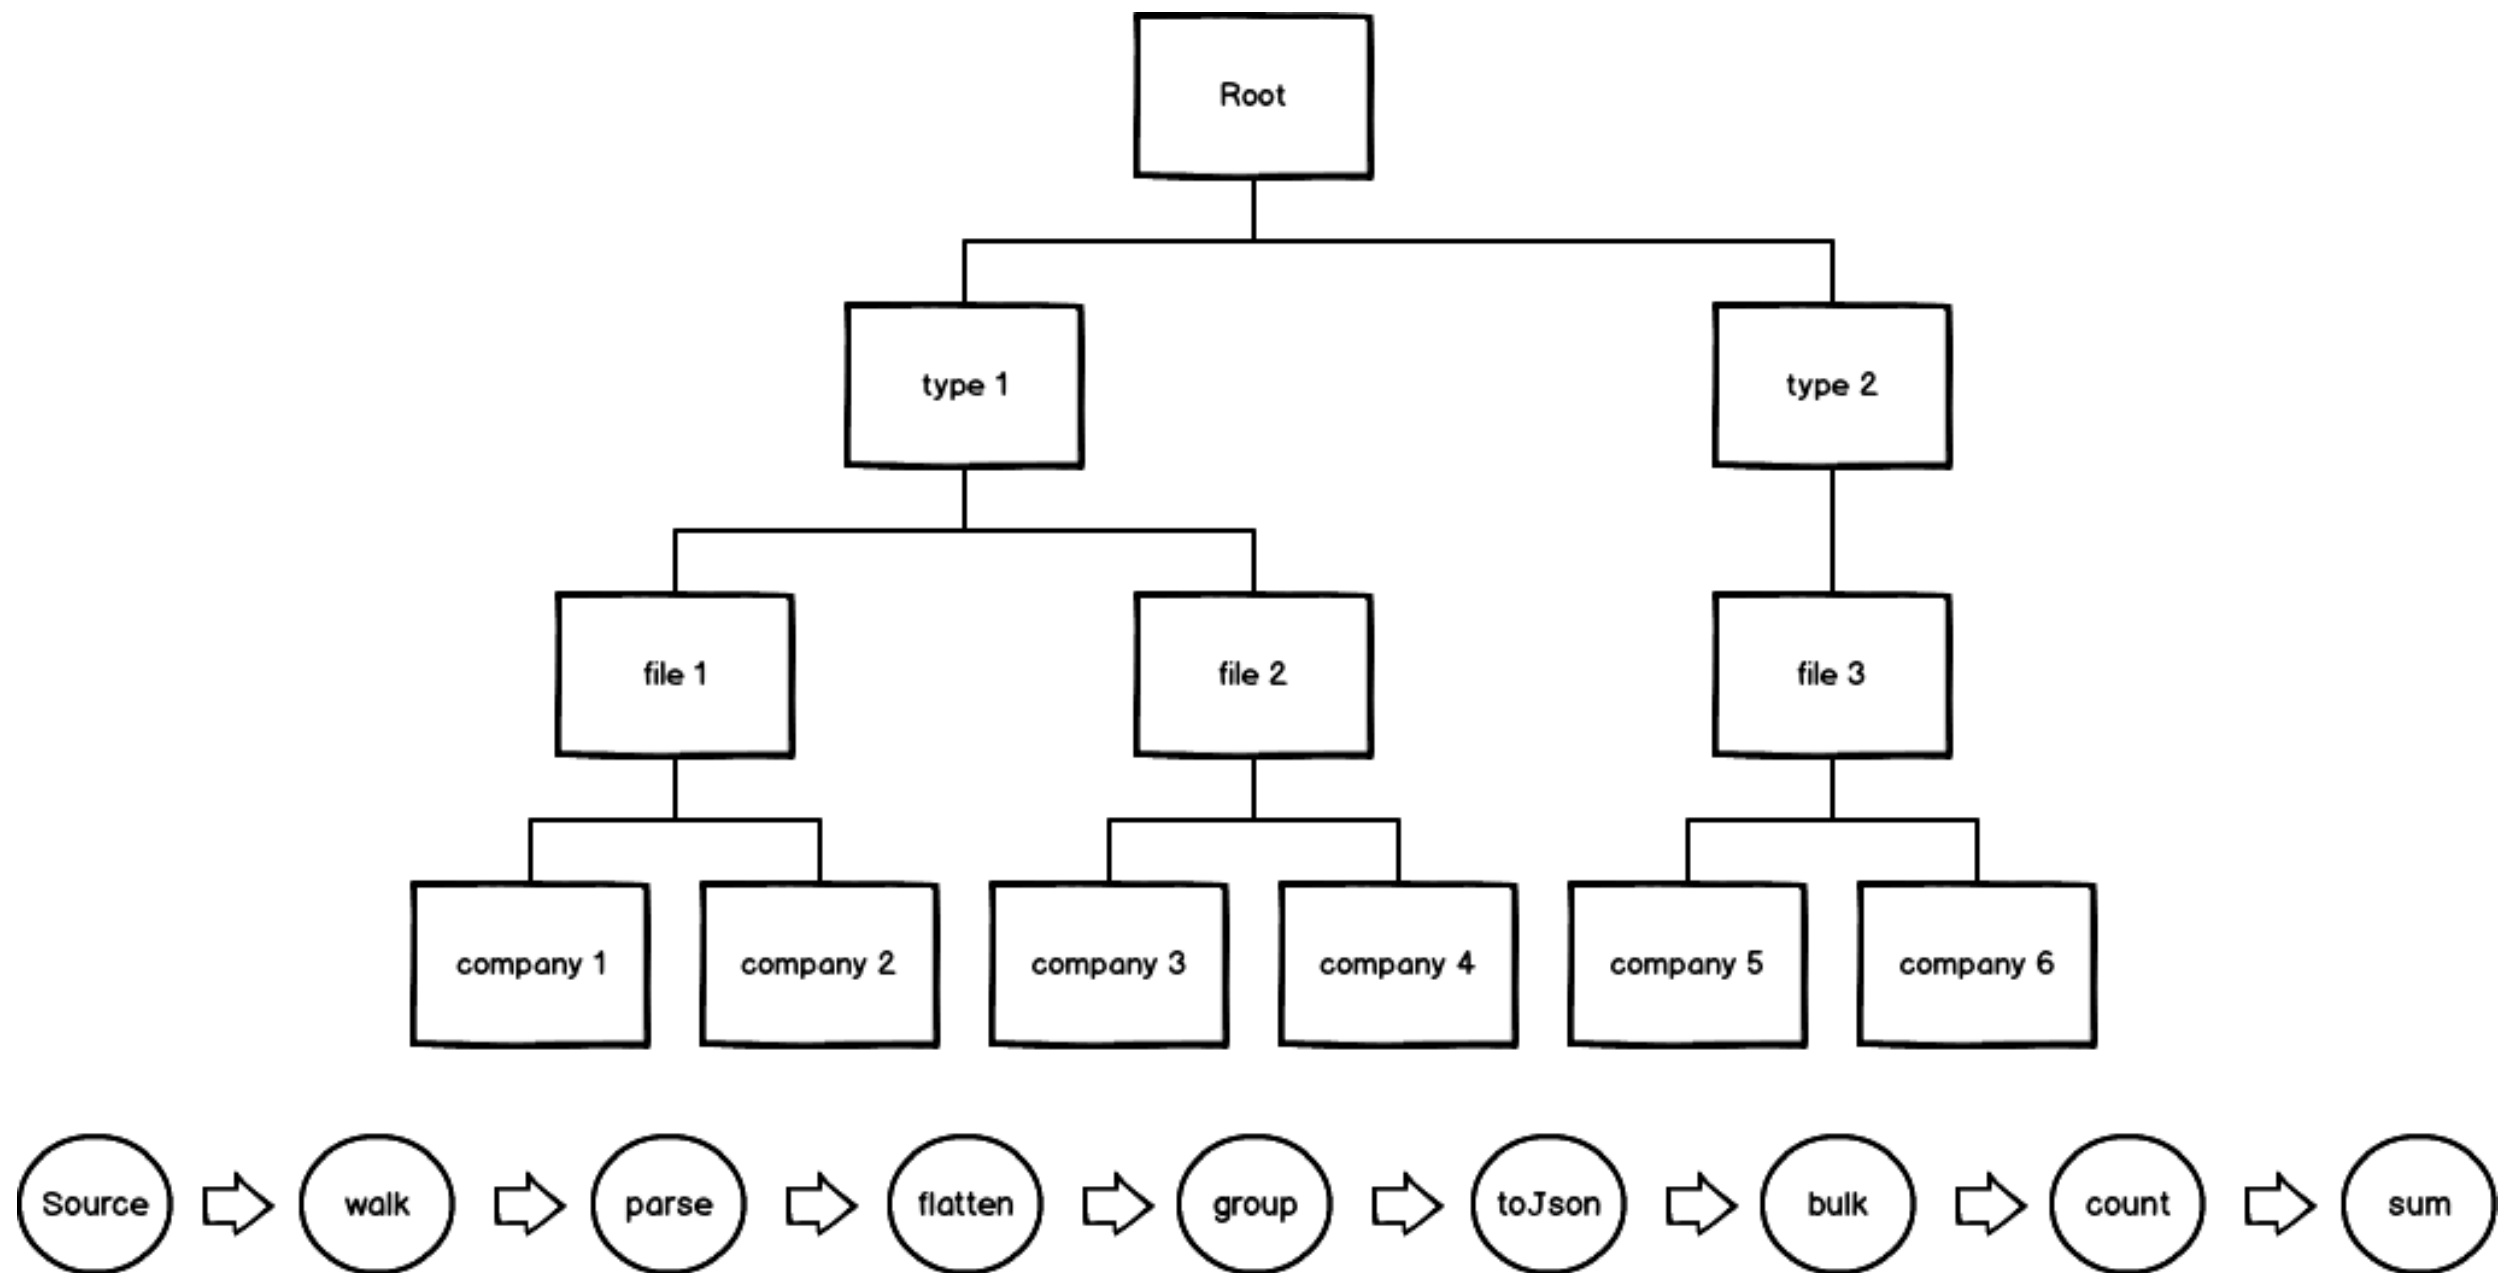 Root
type 1
type 2
file 1
file 2
file 3
company 1
company 2
company 3
company 4
company 5
company 6
Source
walk
parse
flatten
group
toJson
bulk
count
sum